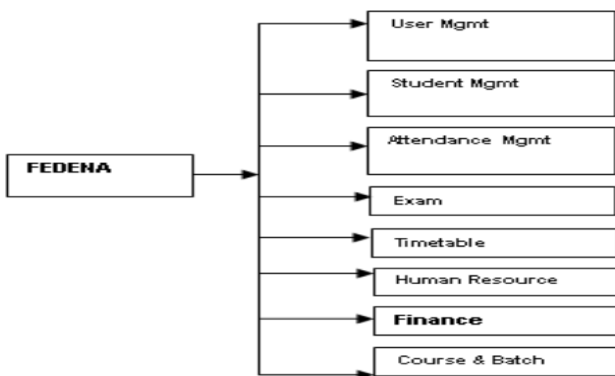 User Mgmt
Student Mgmt
Attendance Mgmt
FEDENA
Exam
Timetable
Human Resource
Finance
Course & Batch